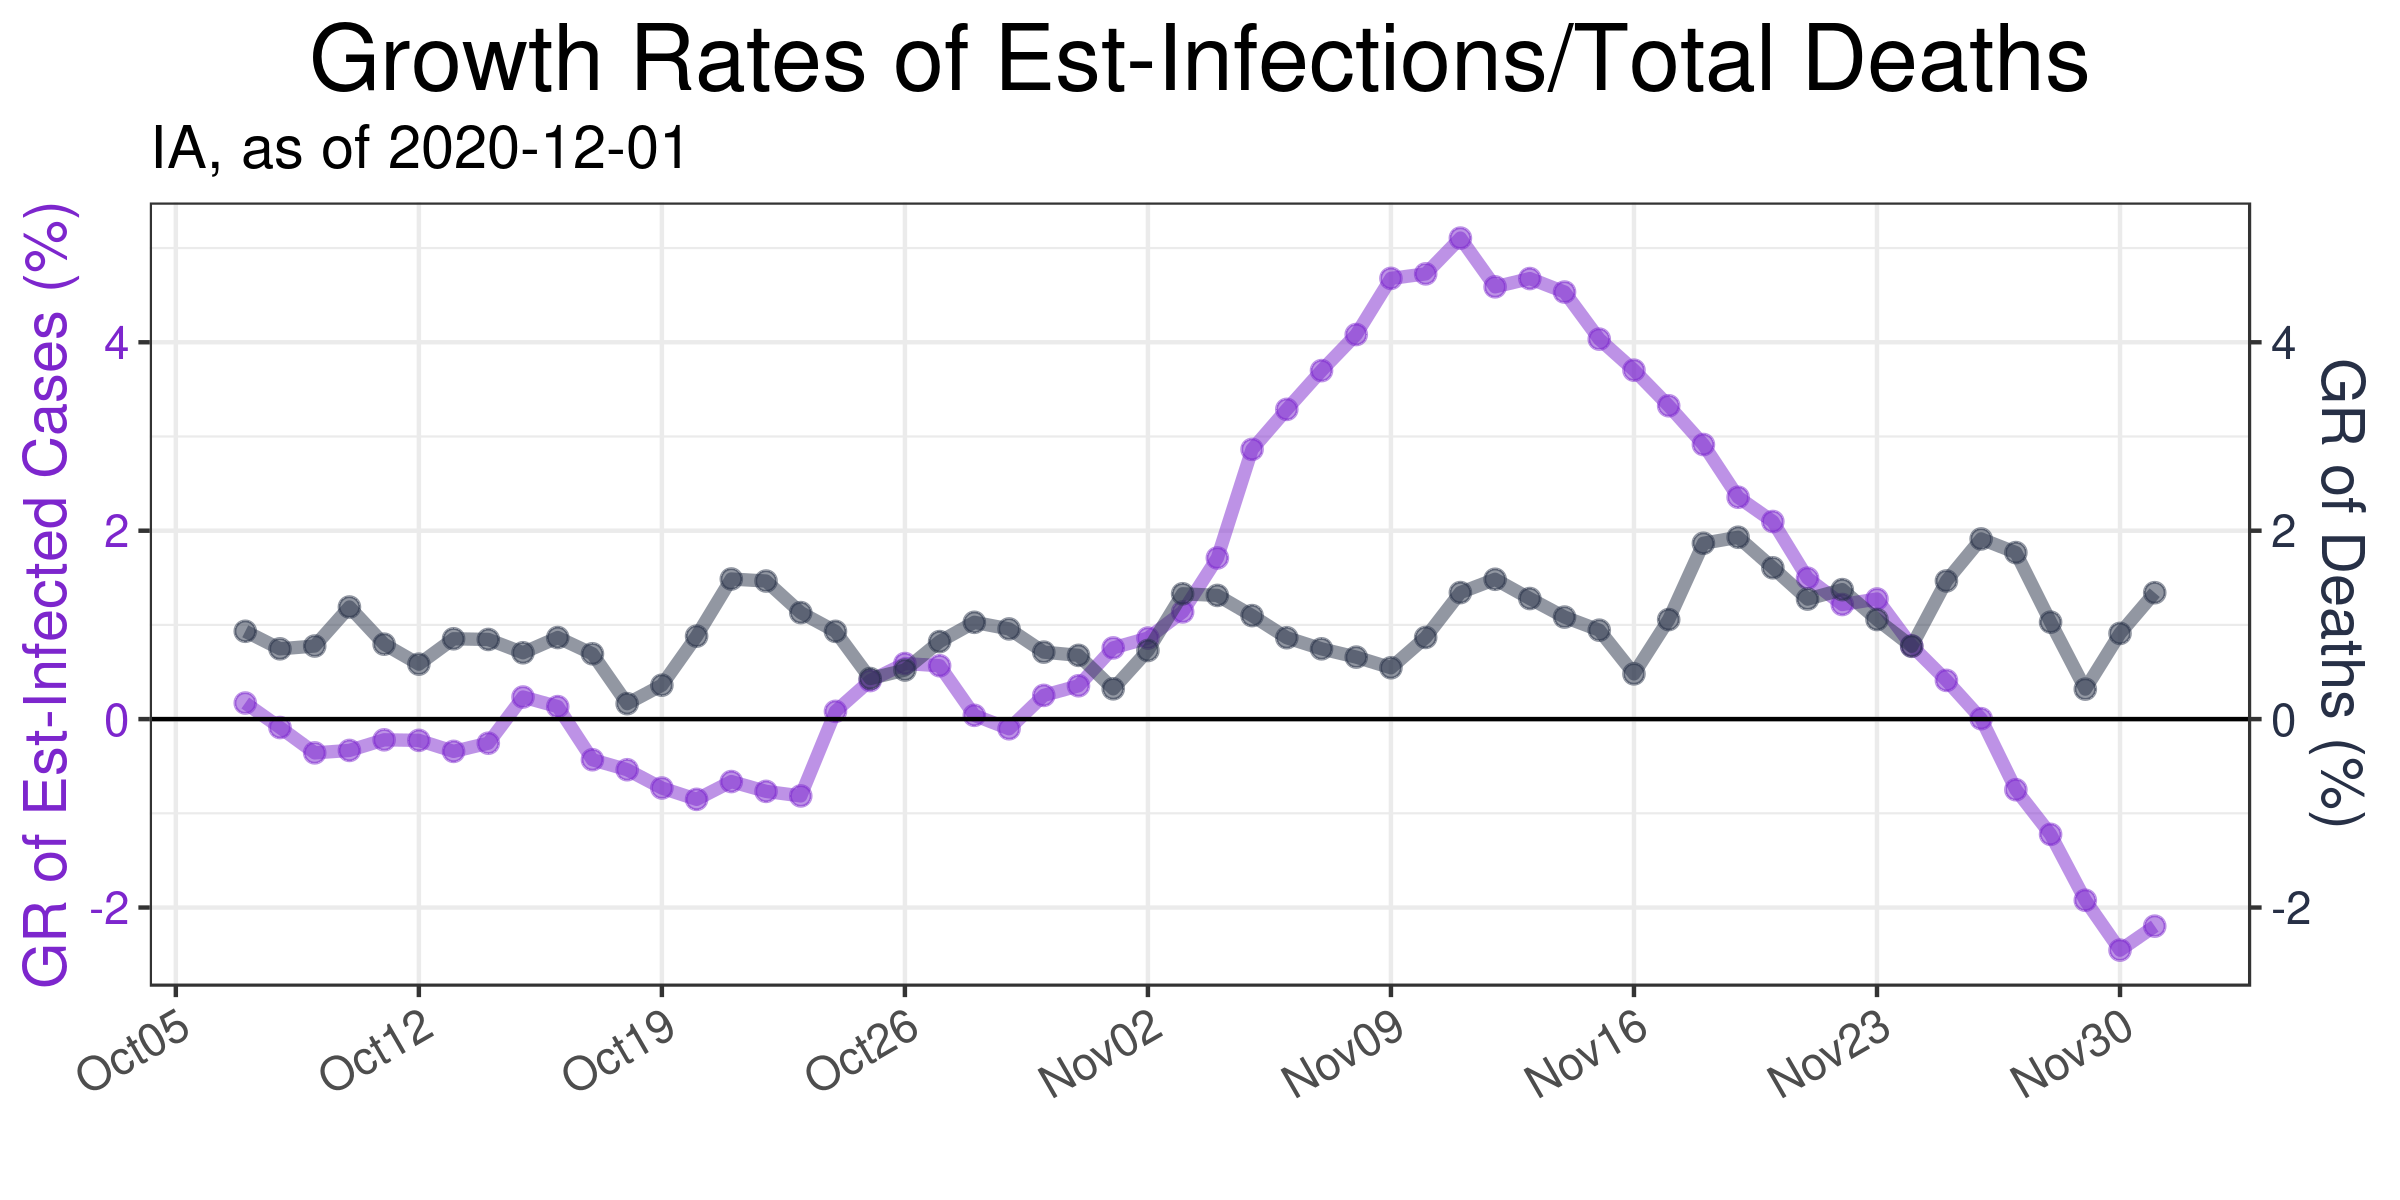 Growth Rates of Est-Infections/Total Deaths
IA, as of 2020-12-01
GR of Est-Infected Cases (%)
4
2
0
-2
4
2
0
-2
GR of Deaths (%)
Oct05
Oct12
Oct19
Oct26
Nov02
Nov09
Nov16
Nov23
Nov30